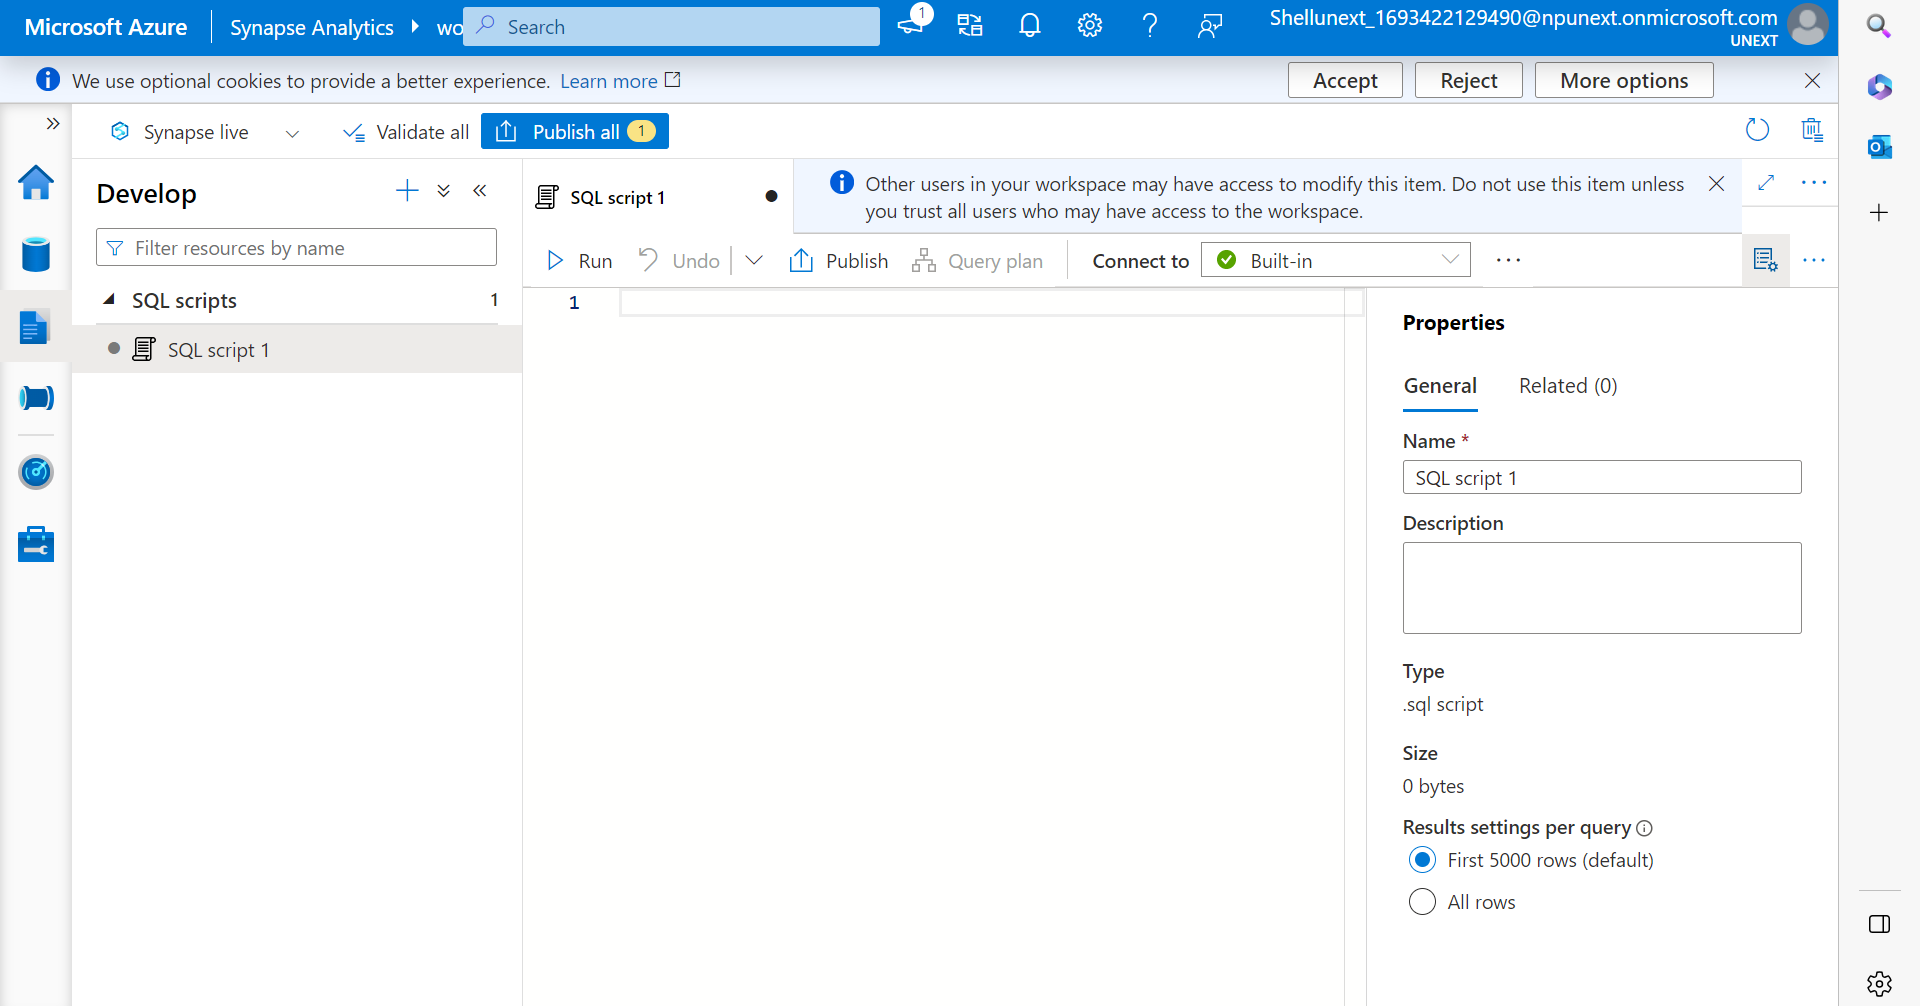 Microsoft Azure
Synapse Analytics
wo
Search
1
Shellunext_1693422129490@npunext.onmicrosoft.com
UNEXT
We use optional cookies to provide a better experience. Learn more
Accept
Reject
More options
Synapse live
Validate all
Publish all 1
Develop
Filter resources by name
SQL scripts 1
SQL script 1
SQL script 1
Other users in your workspace may have access to modify this item. Do not use this item unless
you trust all users who may have access to the workspace.
Run
Undo
Publish
Query plan
Connect to
Built-in
1
Properties
General
Related (0)
Name *
SQL script 1
Description
Type
.sql script
Size
0 bytes
Results settings per query
First 5000 rows (default)
All rows